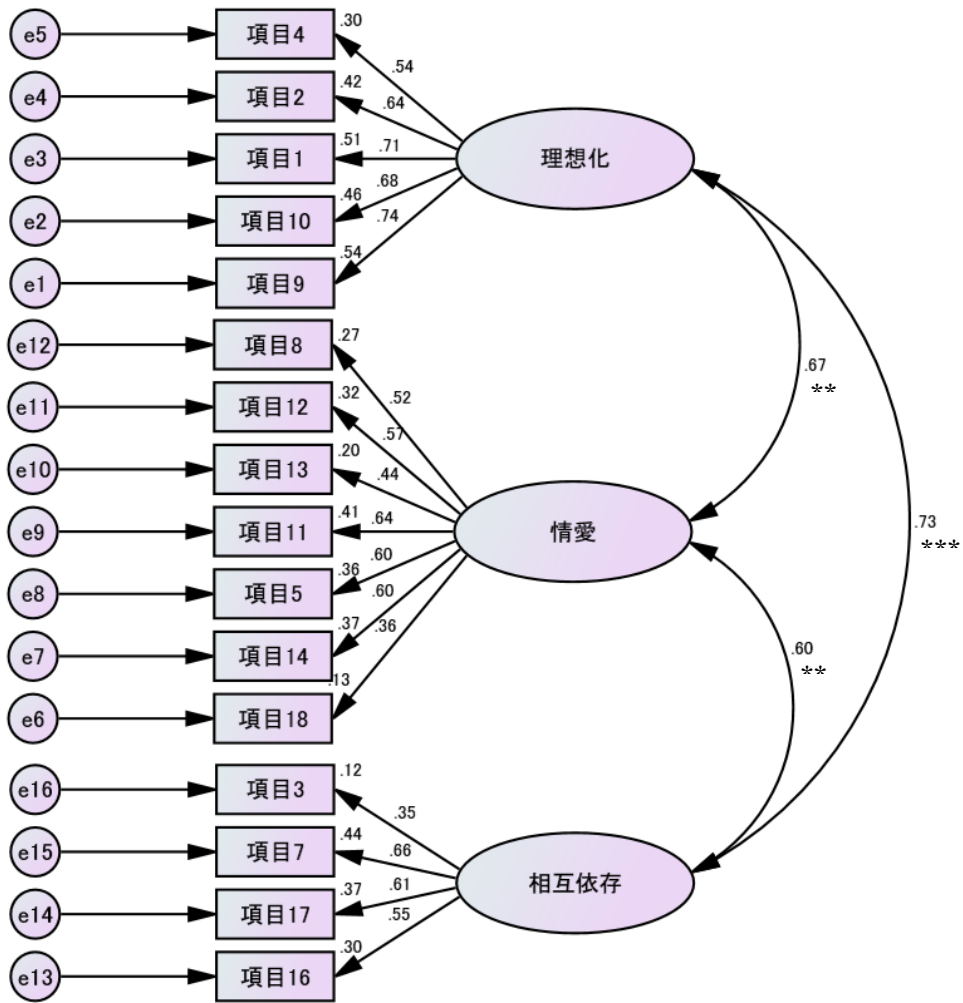 e5 項目4 .30 .54
e4 項目2 .42 .64
e3 項目1 .51 .71 理想化
e2 項目10 .46 .68
e1 項目9 .54 .74
e12 項目8 .27 .52
e11 項目12 .32 .57
e10 項目13 .20 .44
e9 項目11 .41 .64 情愛
e8 項目5 .36 .60
e7 項目14 .37 .60
e6 項目18 .13 .36
.67
**
.73
***
.60
**
e16 項目3 .12 .35
e15 項目7 .44 .66
e14 項目17 .37 .61 相互依存
e13 項目16 .30 .55